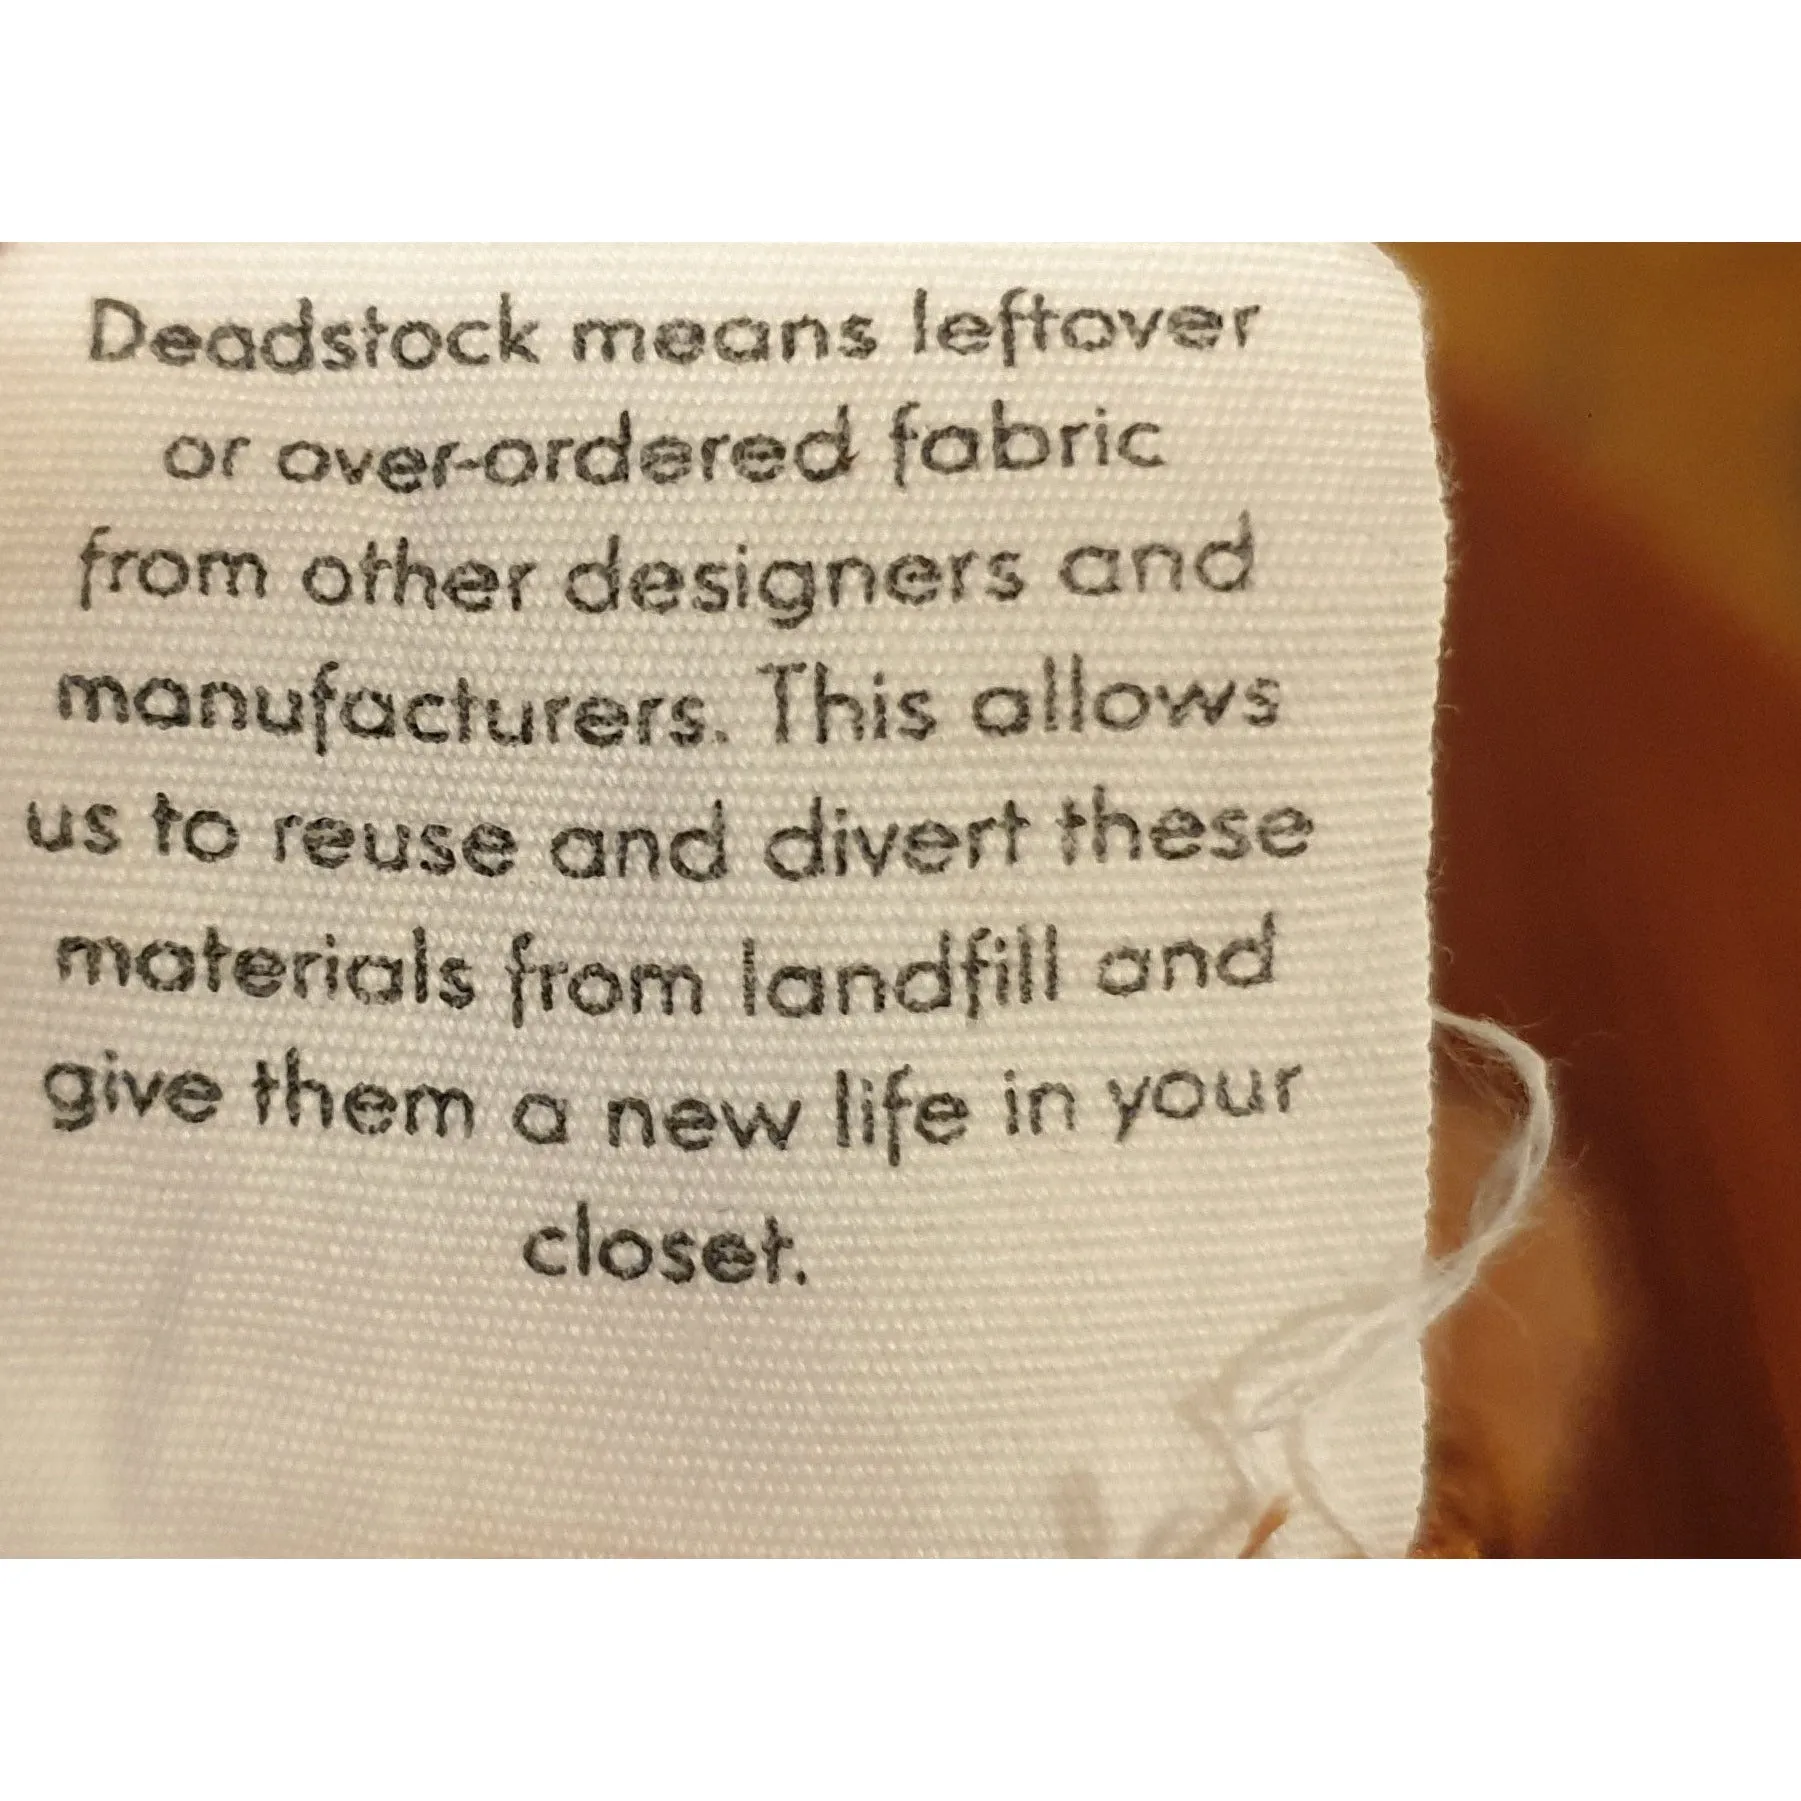 Deadstock means leftover
or over-ordered fabric
from other designers and
manufacturers. This allows
us to reuse and divert these
materials from landfill and
give them a new life in your
closet.